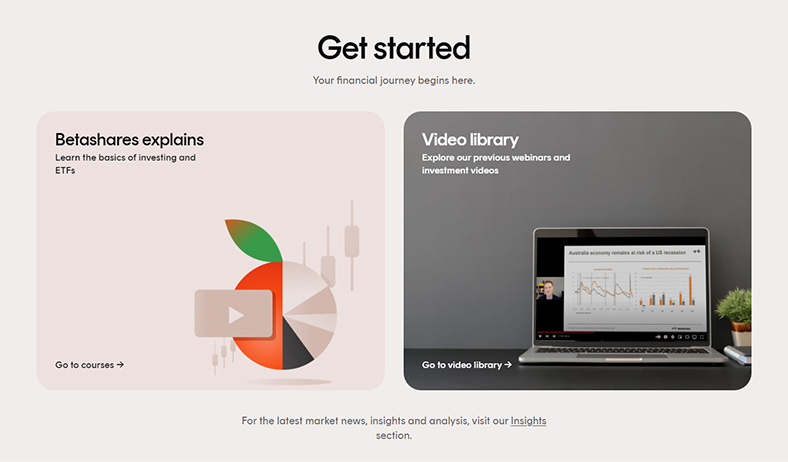 Get started
Your financial journey begins here.
Betashares explains
Learn the basics of investing and
ETFs
Go to courses →
Video library
Explore our previous webinars and
investment videos
Australia economy remains at risk of a US recession
Go to video library →
For the latest market news, insights and analysis, visit our Insights
section.